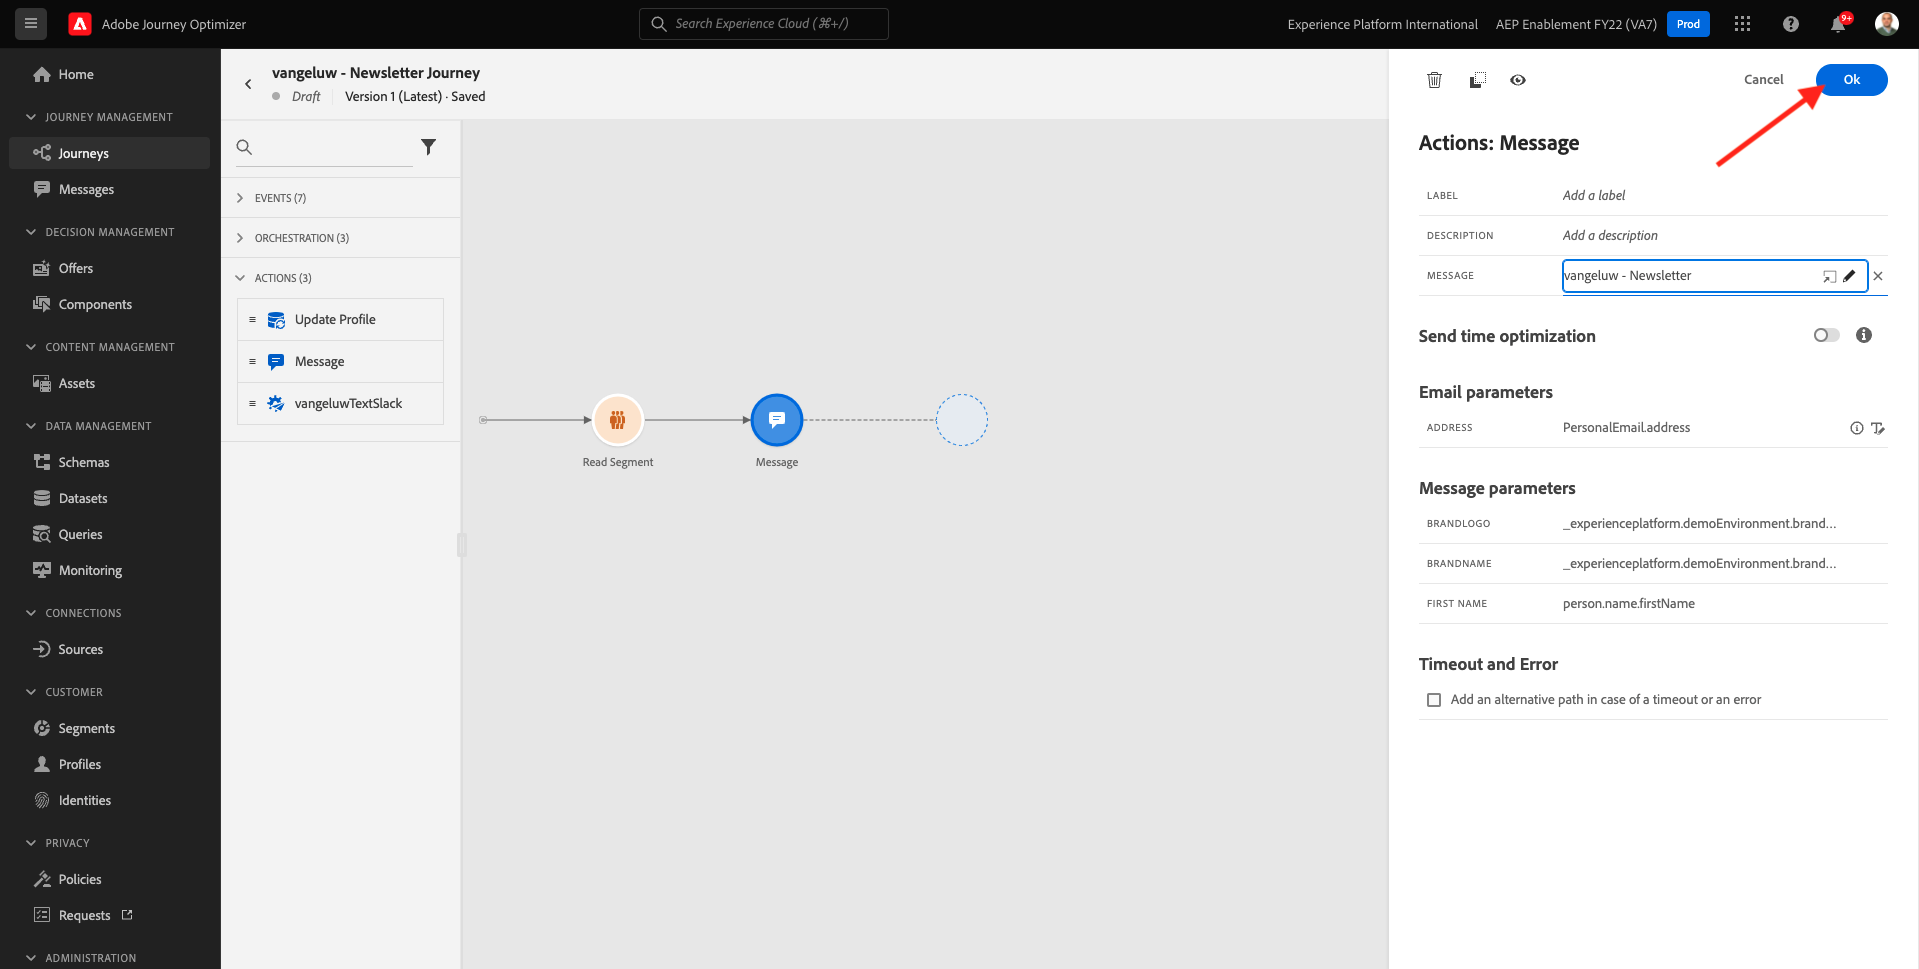 Adobe Journey Optimizer
Search Experience Cloud (⌘+/)
Experience Platform International
AEP Enablement FY22 (VA7)
Prod
9+
Home
JOURNEY MANAGEMENT
Journeys
Messages
DECISION MANAGEMENT
Offers
Components
CONTENT MANAGEMENT
Assets
DATA MANAGEMENT
Schemas
Datasets
Queries
Monitoring
CONNECTIONS
Sources
CUSTOMER
Segments
Profiles
Identities
PRIVACY
Policies
Requests
ADMINISTRATION
vangeluw - Newsletter Journey
Draft
Version 1 (Latest) · Saved
EVENTS (7)
ORCHESTRATION (3)
ACTIONS (3)
Update Profile
Message
vangeluwTextSlack
Read Segment
Message
Cancel
Ok
Actions: Message
LABEL
Add a label
DESCRIPTION
Add a description
MESSAGE
vangeluw - Newsletter
Send time optimization
Email parameters
ADDRESS
PersonalEmail.address
Message parameters
BRANDLOGO
_experienceplatform.demoEnvironment.brand...
BRANDNAME
_experienceplatform.demoEnvironment.brand...
FIRST NAME
person.name.firstName
Timeout and Error
Add an alternative path in case of a timeout or an error